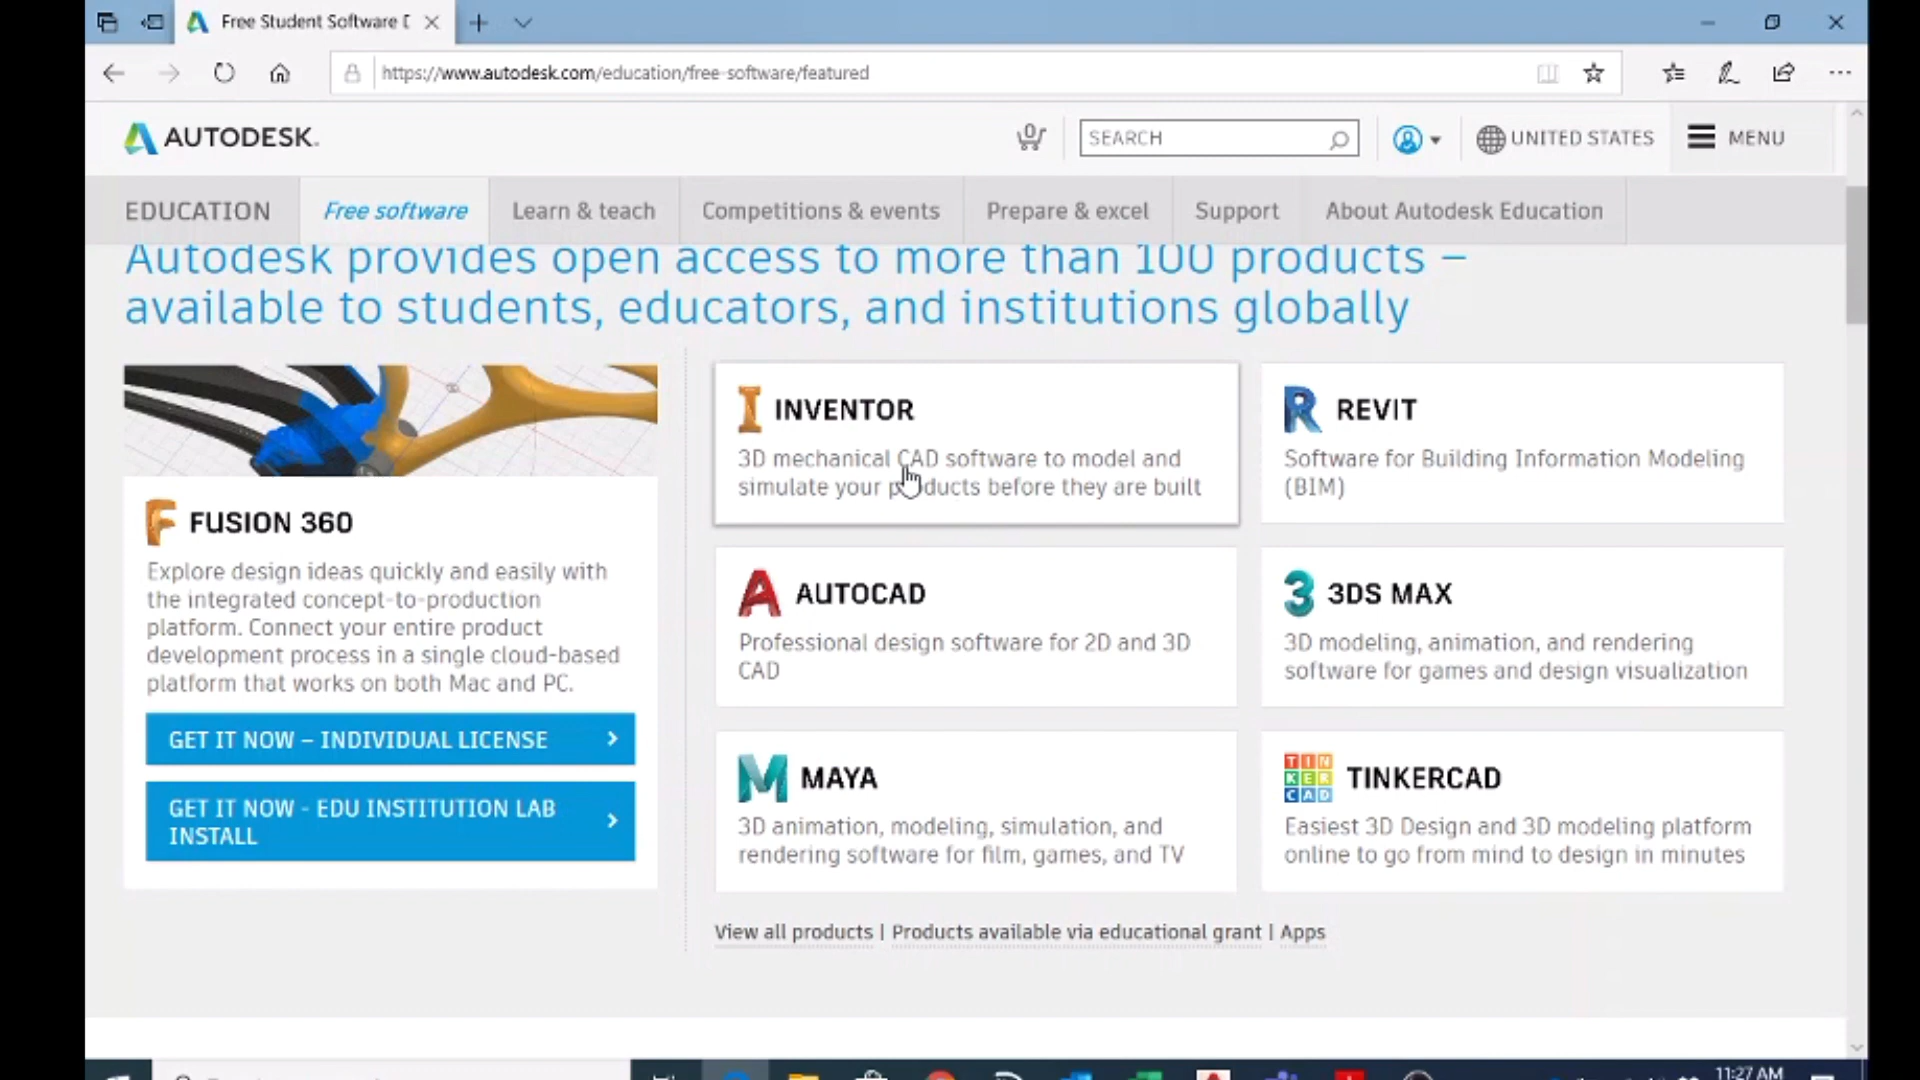 Free Student Software D
https://www.autodesk.com/education/free-software/featured
AUTODESK.
0
SEARCH
UNITED STATES
MENU
EDUCATION
Free software
Learn & teach
Competitions & events
Prepare & excel
Support
About Autodesk Education
Autodesk provides open access to more than 100 products –
available to students, educators, and institutions globally
FUSION 360
Explore design ideas quickly and easily with
the integrated concept-to-production
platform. Connect your entire product
development process in a single cloud-based
platform that works on both Mac and PC.
GET IT NOW – INDIVIDUAL LICENSE
GET IT NOW - EDU INSTITUTION LAB
INSTALL
INVENTOR
3D mechanical CAD software to model and
simulate your products before they are built
REVIT
Software for Building Information Modeling
(BIM)
AUTOCAD
Professional design software for 2D and 3D
CAD
3DS MAX
3D modeling, animation, and rendering
software for games and design visualization
MAYA
3D animation, modeling, simulation, and
rendering software for film, games, and TV
TIN
KER
CAD
TINKERCAD
Easiest 3D Design and 3D modeling platform
online to go from mind to design in minutes
View all products | Products available via educational grant | Apps
11:27 AM